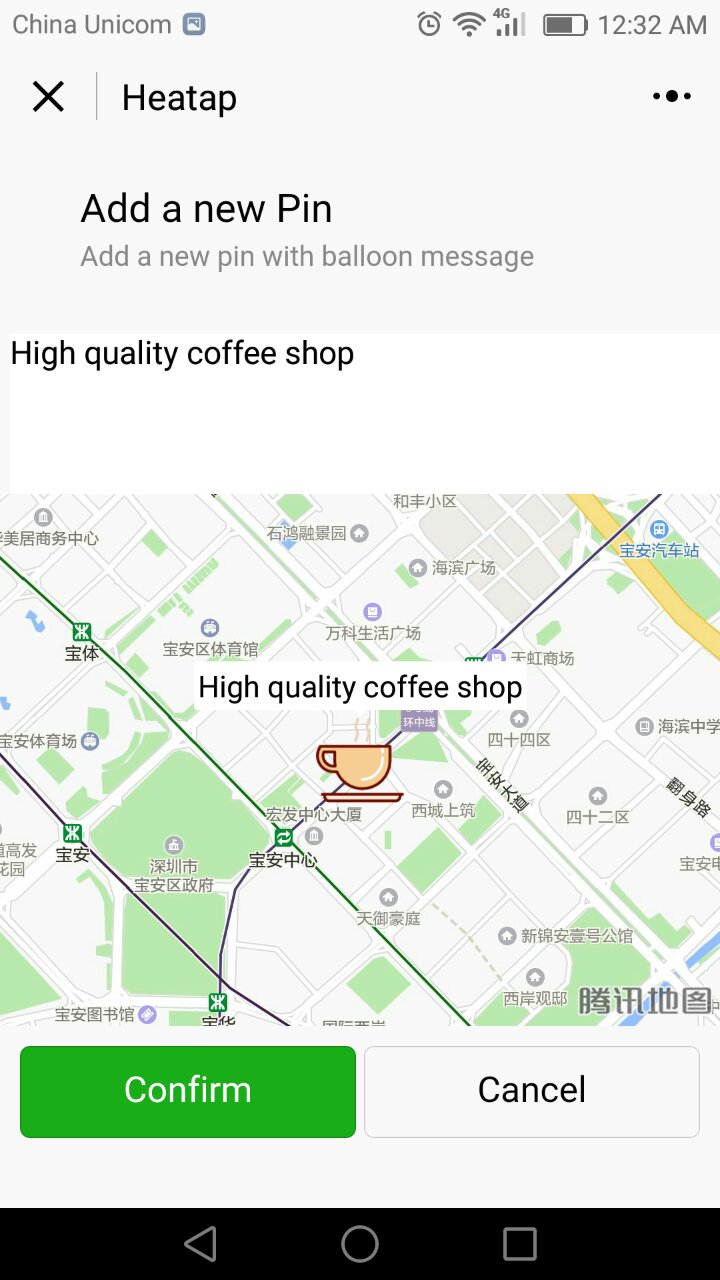 China Unicom
4G
12:32 AM
Heatap
Add a new Pin
Add a new pin with balloon message
High quality coffee shop
和丰小区
美居商务中心
石鸿融景园
宝安汽车站
海滨广场
万科生活广场
宝体
宝安区体育馆
天虹商场
High quality coffee shop
环中线
海滨中学
宝安体育场
四十四区
宝安大道
翻身路
宏发中心大厦
西城上筑
四十二区
宝安
宝安中心
道高发
花园
深圳市
宝安区政府
天御豪庭
新锦安壹号公馆
西岸观邸
腾讯地图
宝安图书馆
宝华
Confirm
Cancel